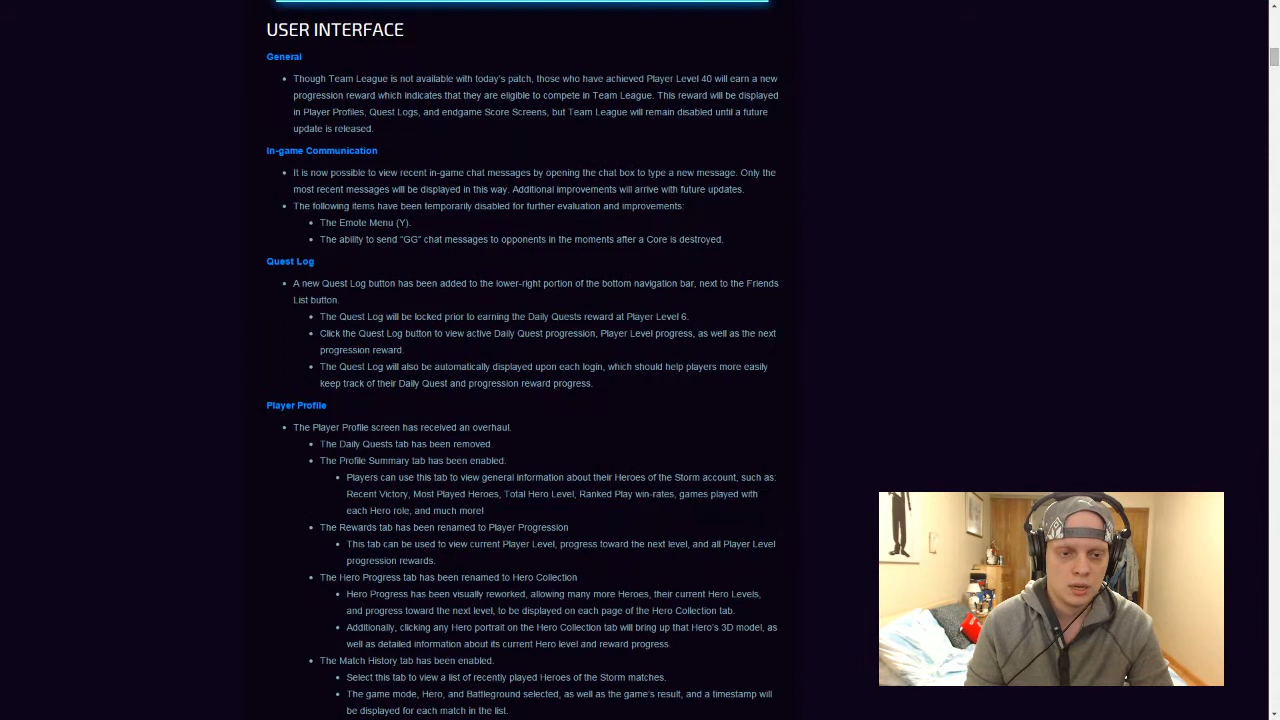 USER INTERFACE
General
Though Team League is not available with today's patch, those who have achieved Player Level 40 will earn a new
progression reward which indicates that they are eligible to compete in Team League. This reward will be displayed
in Player Profiles, Quest Logs, and endgame Score Screens, but Team League will remain disabled until a future
update is released.
In-game Communication
It is now possible to view recent in-game chat messages by opening the chat box to type a new message. Only the
most recent messages will be displayed in this way. Additional improvements will arrive with future updates.
The following items have been temporarily disabled for further evaluation and improvements:
The Emote Menu (Y).
The ability to send "GG" chat messages to opponents in the moments after a Core is destroyed.
Quest Log
A new Quest Log button has been added to the lower-right portion of the bottom navigation bar, next to the Friends
List button.
The Quest Log will be locked prior to earning the Daily Quests reward at Player Level 6.
Click the Quest Log button to view active Daily Quest progression, Player Level progress, as well as the next
progression reward.
The Quest Log will also be automatically displayed upon each login, which should help players more easily
keep track of their Daily Quest and progression reward progress.
Player Profile
The Player Profile screen has received an overhaul.
The Daily Quests tab has been removed.
The Profile Summary tab has been enabled.
Players can use this tab to view general information about their Heroes of the Storm account, such as:
Recent Victory, Most Played Heroes, Total Hero Level, Ranked Play win-rates, games played with
each Hero role, and much more!
The Rewards tab has been renamed to Player Progression
This tab can be used to view current Player Level, progress toward the next level, and all Player Level
progression rewards.
The Hero Progress tab has been renamed to Hero Collection
Hero Progress has been visually reworked, allowing many more Heroes, their current Hero Levels,
and progress toward the next level, to be displayed on each page of the Hero Collection tab.
Additionally, clicking any Hero portrait on the Hero Collection tab will bring up that Hero's 3D model, as
well as detailed information about its current Hero level and reward progress.
The Match History tab has been enabled.
Select this tab to view a list of recently played Heroes of the Storm matches.
The game mode, Hero, and Battleground selected, as well as the game's result, and a timestamp will
be displayed for each match in the list.